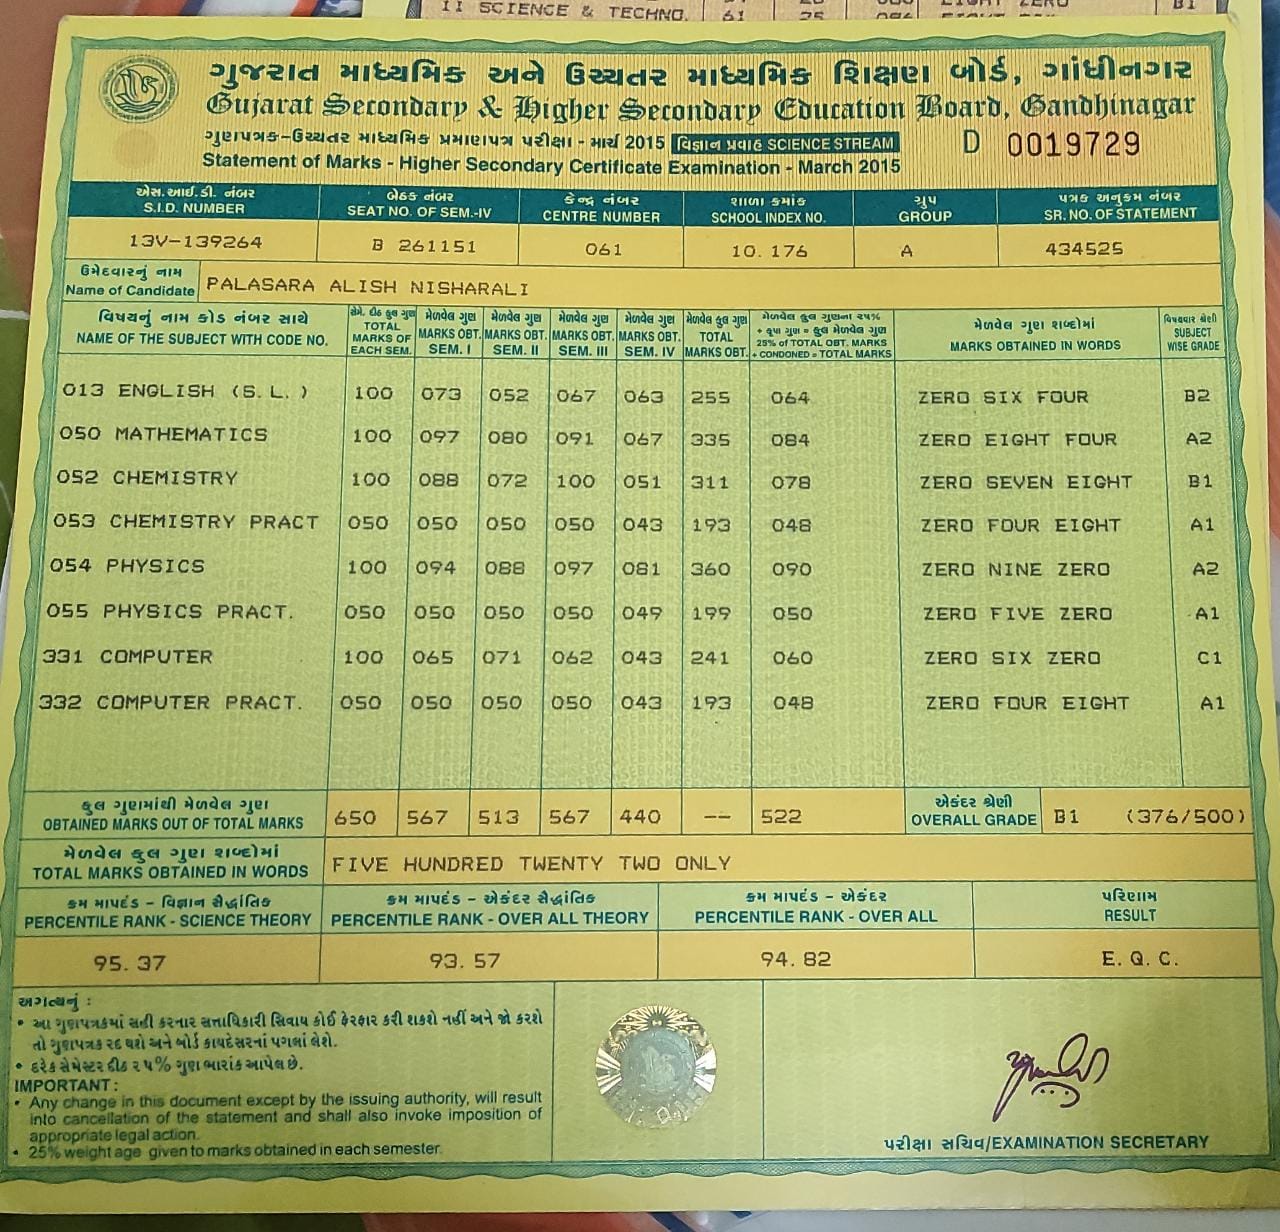 II SCIENCE & TECHNO. 61 25 086 B1
ગુજરાત માધ્યમિક અને ઉચ્ચતર માધ્યમિક શિક્ષણ બોર્ડ, ગાંધીનગર
Gujarat Secondary & Higher Secondary Education Board, Gandhinagar
ગુણપત્રક-ઉચ્ચતર માધ્યમિક પ્રમાણપત્ર પરીક્ષા - માર્ચ 2015 વિજ્ઞાન પ્રવાહ SCIENCE STREAM D 0019729
Statement of Marks - Higher Secondary Certificate Examination - March 2015
એસ.આઈ.ડી. નંબર બેઠક નંબર કેન્દ્ર નંબર શાળા ક્રમાંક ગ્રુપ પત્રક અનુક્રમ નંબર
S.I.D. NUMBER SEAT NO. OF SEM.-IV CENTRE NUMBER SCHOOL INDEX NO. GROUP SR. NO. OF STATEMENT
13V-139264 B 261151 061 10.176 A 434525
ઉમેદવારનું નામ
Name of Candidate PALASARA ALISH NISHARALI
વિષયનું નામ કોડ નંબર સાથે સેમે. દીઠ કુલ ગુણ મેળવેલ ગુણ મેળવેલ ગુણ મેળવેલ ગુણ મેળવેલ ગુણ મેળવેલ કુલ ગુણ મેળવેલ કુલ ગુણના ૨૫% મેળવેલ ગુણ શબ્દોમાં વિષયવાર શ્રેણી
+ કૃપા ગુણ = કુલ મેળવેલ ગુણ
NAME OF THE SUBJECT WITH CODE NO. TOTAL MARKS OF EACH SEM. MARKS OBT. SEM. I MARKS OBT. SEM. II MARKS OBT. SEM. III MARKS OBT. SEM. IV TOTAL MARKS OBT. 25% of TOTAL OBT. MARKS + CONDONED = TOTAL MARKS MARKS OBTAINED IN WORDS SUBJECT WISE GRADE
013 ENGLISH (S.L.) 100 073 052 067 063 255 064 ZERO SIX FOUR B2
050 MATHEMATICS 100 097 080 091 067 335 084 ZERO EIGHT FOUR A2
052 CHEMISTRY 100 088 072 100 051 311 078 ZERO SEVEN EIGHT B1
053 CHEMISTRY PRACT 050 050 050 050 043 193 048 ZERO FOUR EIGHT A1
054 PHYSICS 100 094 088 097 081 360 090 ZERO NINE ZERO A2
055 PHYSICS PRACT. 050 050 050 050 049 199 050 ZERO FIVE ZERO A1
331 COMPUTER 100 065 071 062 043 241 060 ZERO SIX ZERO C1
332 COMPUTER PRACT. 050 050 050 050 043 193 048 ZERO FOUR EIGHT A1
કુલ ગુણમાંથી મેળવેલ ગુણ એકંદર શ્રેણી
OBTAINED MARKS OUT OF TOTAL MARKS 650 567 513 567 440 -- 522 OVERALL GRADE B1 (376/500)
મેળવેલ કુલ ગુણ શબ્દોમાં
TOTAL MARKS OBTAINED IN WORDS FIVE HUNDRED TWENTY TWO ONLY
ક્રમ માપદંડ - વિજ્ઞાન સૈદ્ધાંતિક ક્રમ માપદંડ - એકંદર સૈદ્ધાંતિક ક્રમ માપદંડ - એકંદર પરિણામ
PERCENTILE RANK - SCIENCE THEORY PERCENTILE RANK - OVER ALL THEORY PERCENTILE RANK - OVER ALL RESULT
95.37 93.57 94.82 E.Q.C.
અગત્યનું :
• આ ગુણપત્રકમાં સહી કરનાર સત્તાધિકારી સિવાય કોઈ ફેરફાર કરી શકશે નહીં અને જો કરશે
તો ગુણપત્રક રદ થશે અને બોર્ડ કાયદેસરનાં પગલાં લેશે.
• દરેક સેમેસ્ટર દીઠ ૨૫% ગુણ ભારાંક આપેલ છે.
IMPORTANT :
• Any change in this document except by the issuing authority, will result
into cancellation of the statement and shall also invoke imposition of
appropriate legal action.
• 25% weight age given to marks obtained in each semester.
પરીક્ષા સચિવ/EXAMINATION SECRETARY